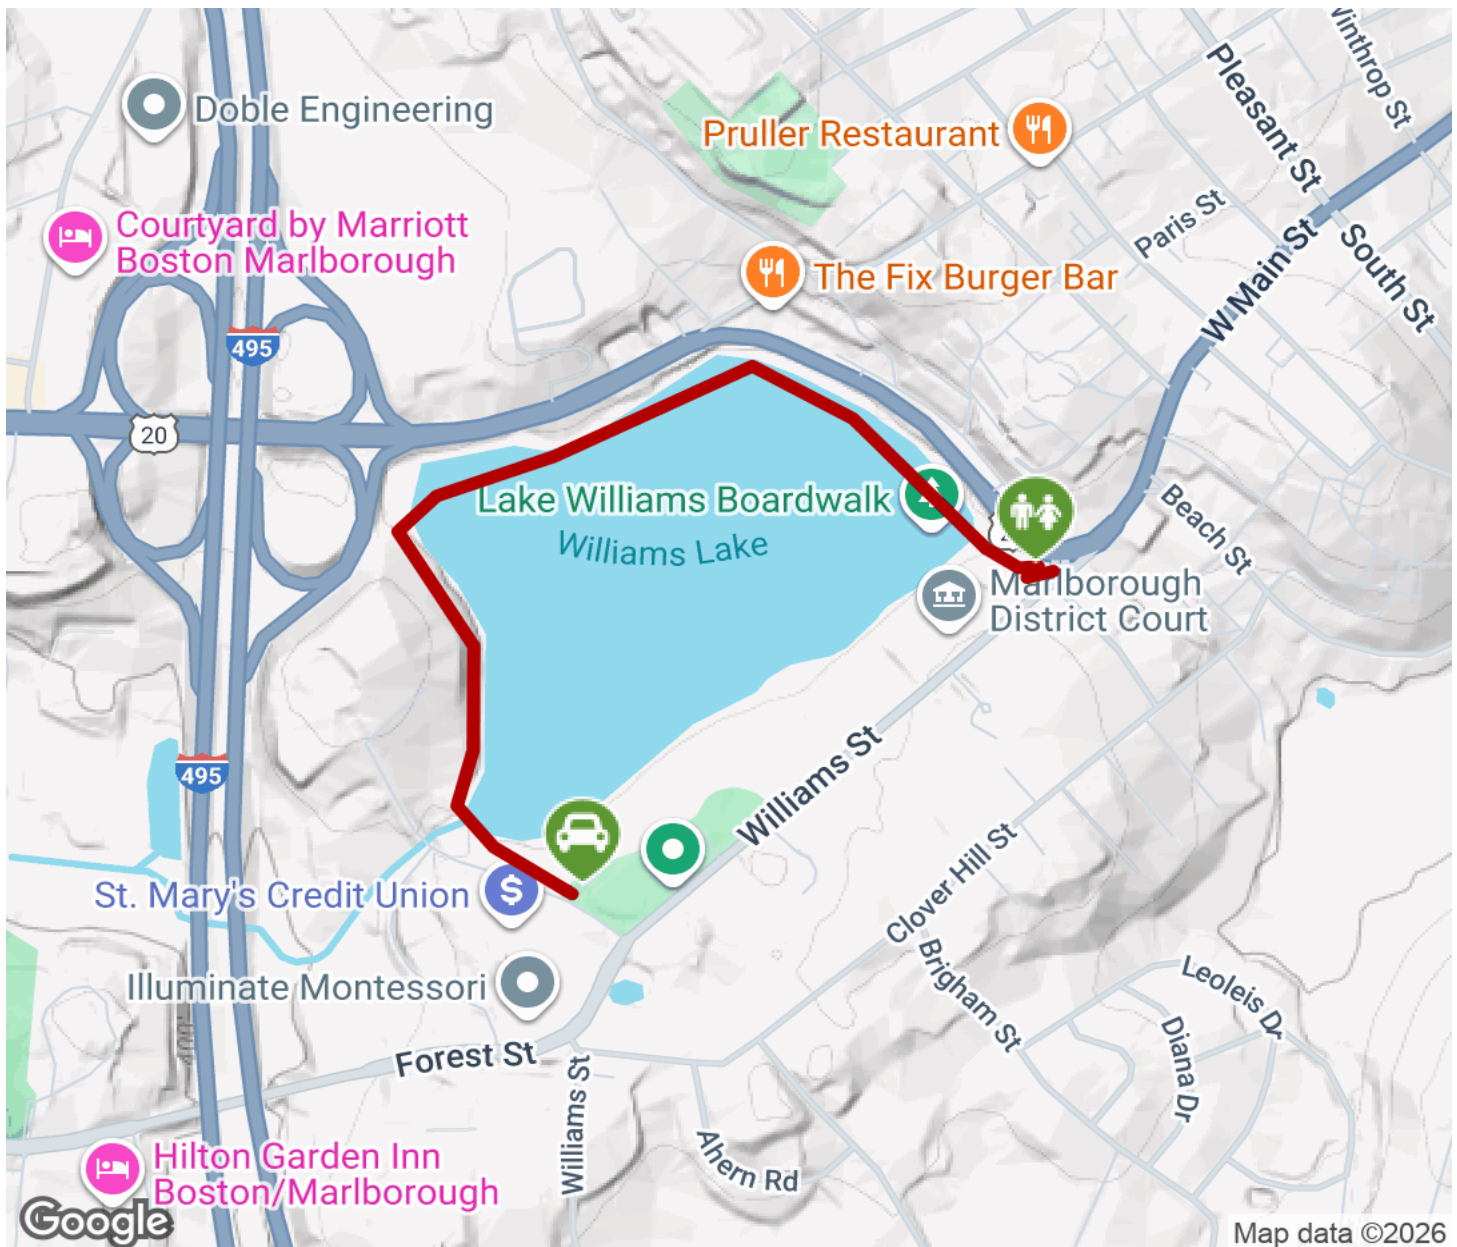 Winthrop St
Pleasant St
Doble Engineering
Pruller Restaurant
Paris St
Courtyard by Marriott
Boston Marlborough
South St
W Main St
The Fix Burger Bar
495
20
Lake Williams Boardwalk
Beach St
Williams Lake
2
Marlborough
District Court
495
Williams St
Clover Hill St
St. Mary's Credit Union
Brigham St
Illuminate Montessori
Leoleis Dr
Diana Dr
400'
Forest St
Williams St
Ahern Rd
Hilton Garden Inn
Boston/Marlborough
Google
Map data ©2026